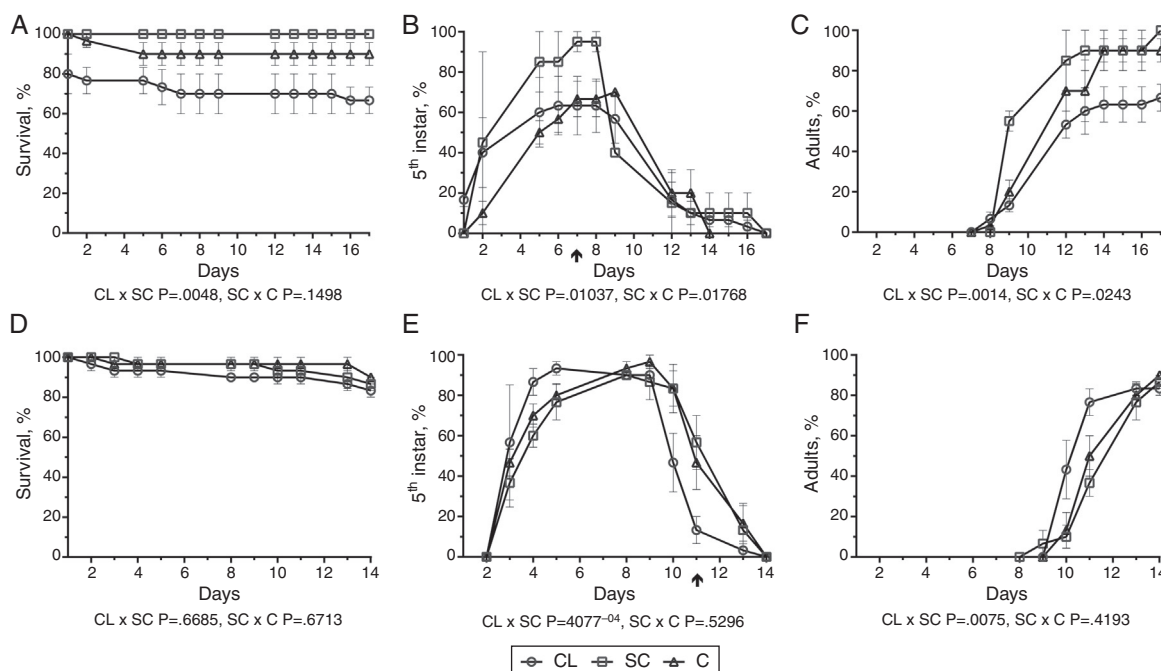 A
B
C
100
80
60
40
20
0
Survival, %
2 4 6 8 10 12 14 16
Days
CL x SC P=.0048, SC x C P=.1498
100
80
60
40
20
0
5th instar, %
2 4 6 8 10 12 14 16
Days
CL x SC P=.01037, SC x C P=.01768
100
80
60
40
20
0
Adults, %
2 4 6 8 10 12 14 16
Days
CL x SC P=.0014, SC x C P=.0243
D
E
F
100
80
60
40
20
0
Survival, %
2 4 6 8 10 12 14
Days
CL x SC P=.6685, SC x C P=.6713
100
80
60
40
20
0
5th instar, %
2 4 6 8 10 12 14
Days
CL x SC P=4077⁻⁰⁴, SC x C P=.5296
100
80
60
40
20
0
Adults, %
2 4 6 8 10 12 14
Days
CL x SC P=.0075, SC x C P=.4193
CL SC C